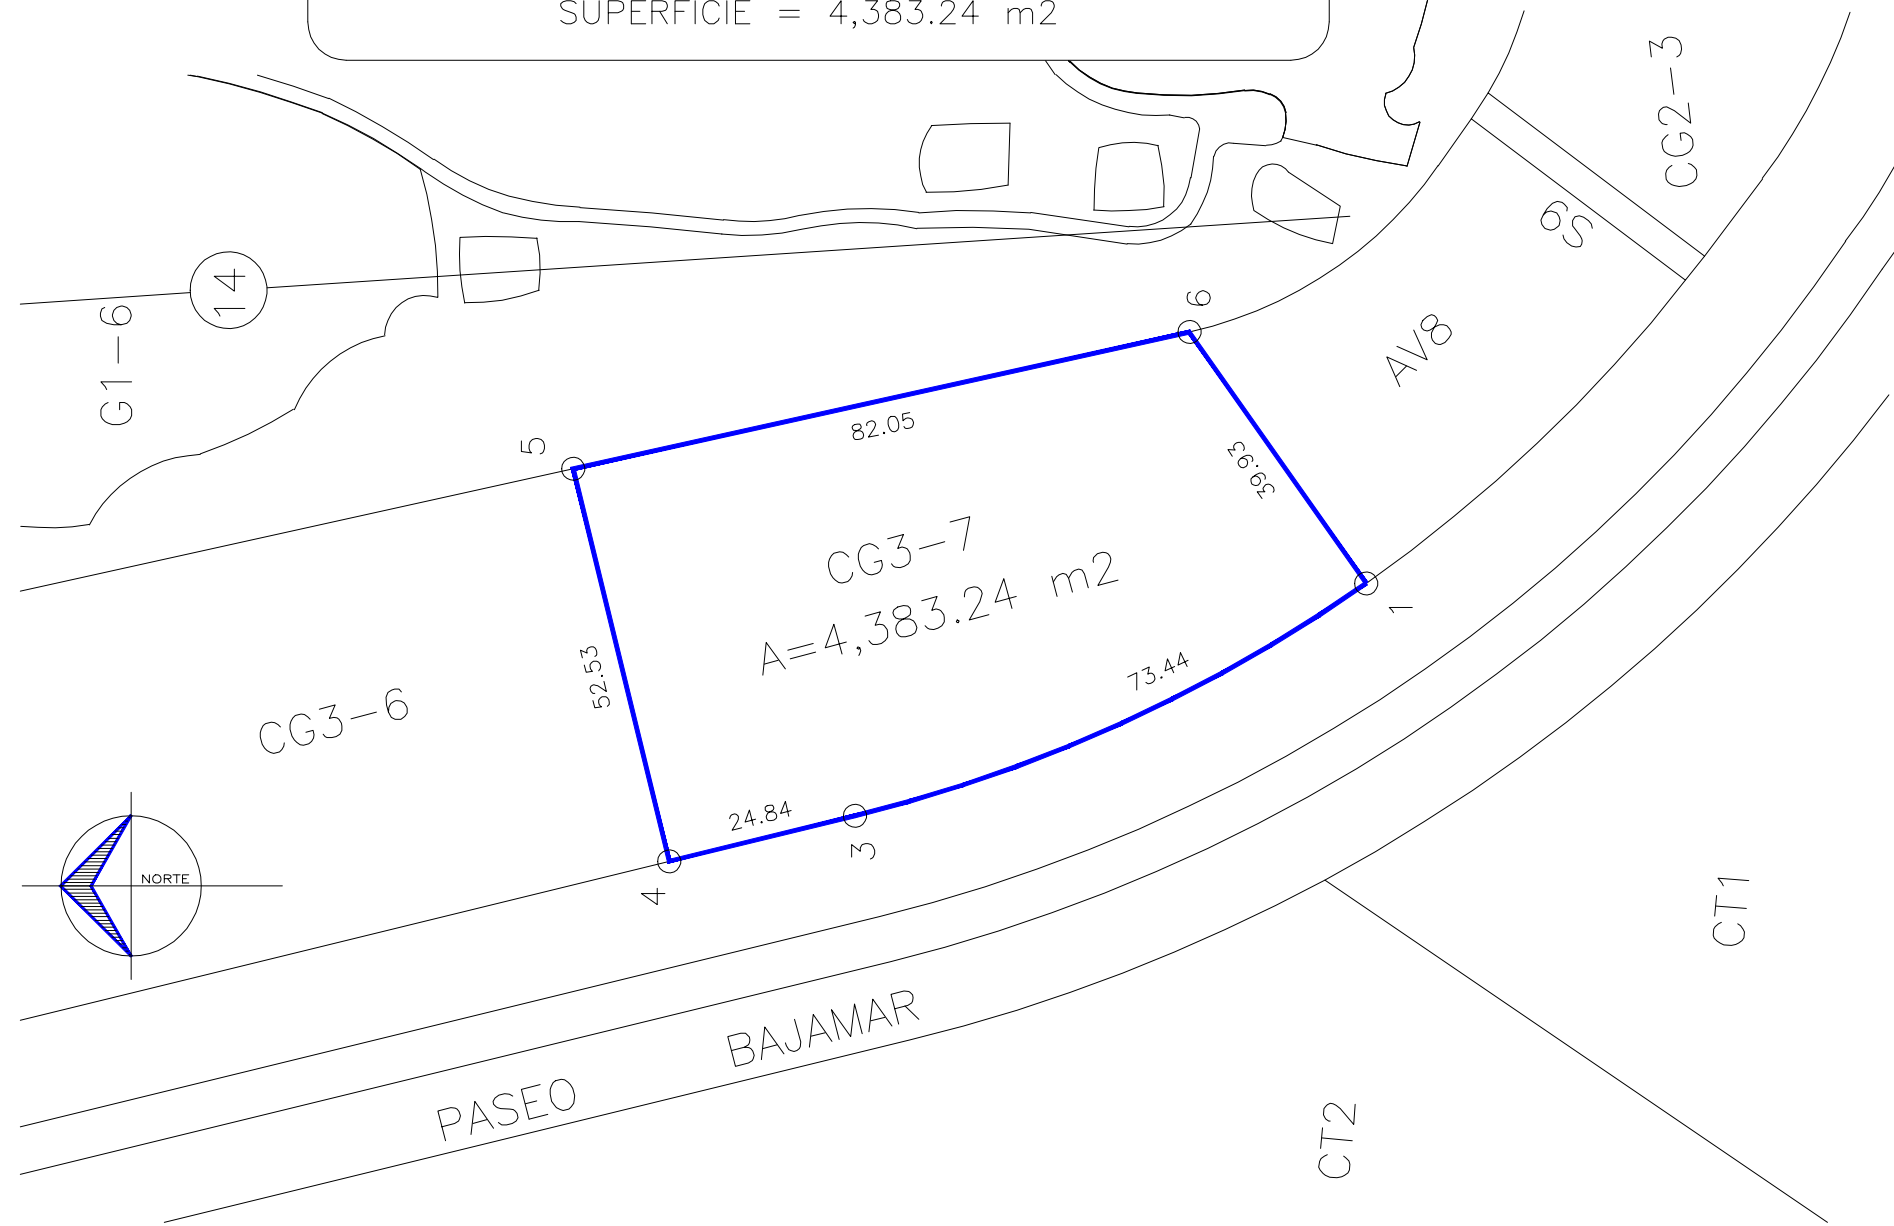 SUPERFICIE = 4,383.24 m2
CG2-3
S9
14
G1-6
6
AV8
5
82.05
39.93
CG3-7
A=4,383.24 m2
1
52.53
73.44
CG3-6
24.84
3
4
NORTE
CT1
PASEO BAJAMAR
CT2